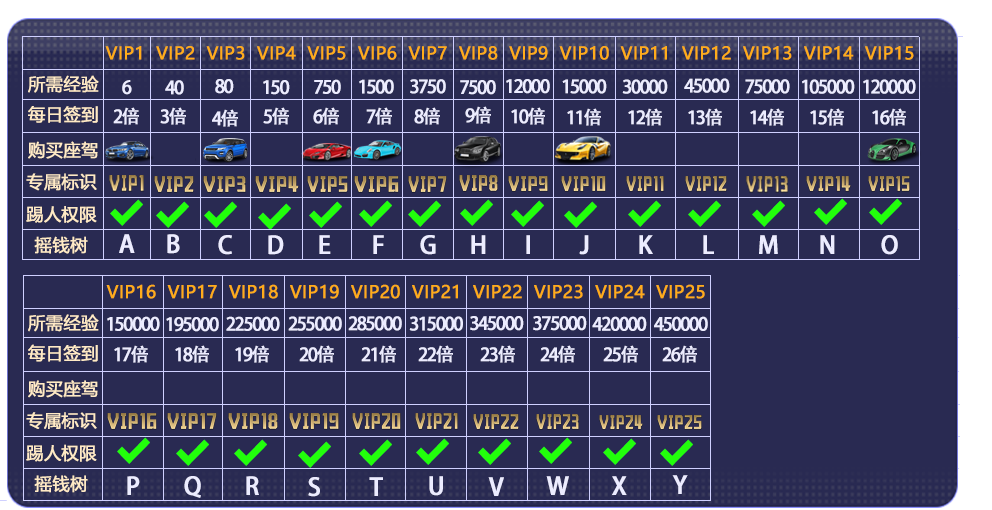 VIP1 VIP2 VIP3 VIP4 VIP5 VIP6 VIP7 VIP8 VIP9 VIP10 VIP11 VIP12 VIP13 VIP14 VIP15
所需经验 6 40 80 150 750 1500 3750 7500 12000 15000 30000 45000 75000 105000 120000
每日签到 2倍 3倍 4倍 5倍 6倍 7倍 8倍 9倍 10倍 11倍 12倍 13倍 14倍 15倍 16倍
购买座驾
专属标识 VIP1 VIP2 VIP3 VIP4 VIP5 VIP6 VIP7 VIP8 VIP9 VIP10 VIP11 VIP12 VIP13 VIP14 VIP15
踢人权限
摇钱树 A B C D E F G H I J K L M N O
VIP16 VIP17 VIP18 VIP19 VIP20 VIP21 VIP22 VIP23 VIP24 VIP25
所需经验 150000 195000 225000 255000 285000 315000 345000 375000 420000 450000
每日签到 17倍 18倍 19倍 20倍 21倍 22倍 23倍 24倍 25倍 26倍
购买座驾
专属标识 VIP16 VIP17 VIP18 VIP19 VIP20 VIP21 VIP22 VIP23 VIP24 VIP25
踢人权限
摇钱树 P Q R S T U V W X Y